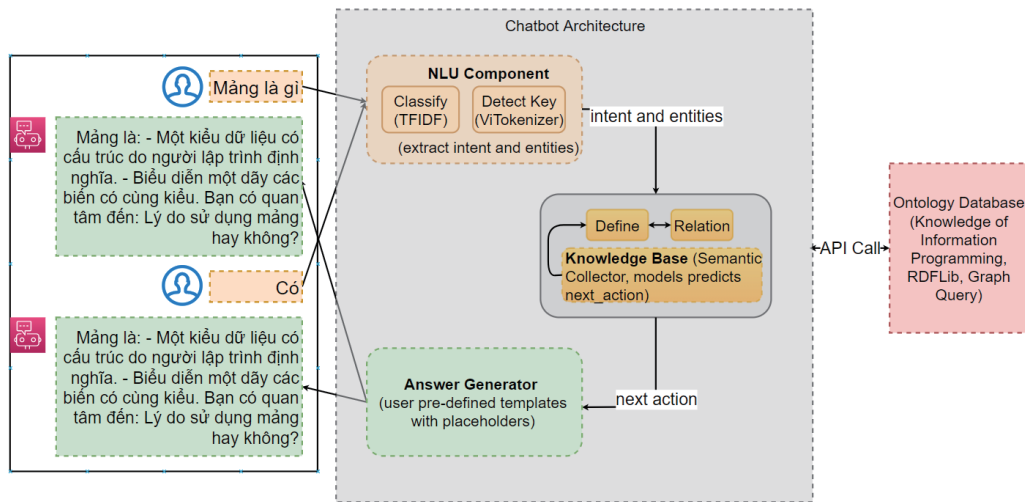 Chatbot Architecture
Mảng là gì
Mảng là: - Một kiểu dữ liệu có
cấu trúc do người lập trình định
nghĩa. - Biểu diễn một dãy các
biến có cùng kiểu. Bạn có quan
tâm đến: Lý do sử dụng mảng
hay không?
Có
Mảng là: - Một kiểu dữ liệu có
cấu trúc do người lập trình định
nghĩa. - Biểu diễn một dãy các
biến có cùng kiểu. Bạn có quan
tâm đến: Lý do sử dụng mảng
hay không?
NLU Component
Classify
(TFIDF)
Detect Key
(ViTokenizer)
(extract intent and entities)
intent and entities
Define
Relation
Knowledge Base (Semantic
Collector, models predicts
next_action)
next action
Answer Generator
(user pre-defined templates
with placeholders)
API Call
Ontology Database
(Knowledge of
Information
Programming,
RDFLib, Graph
Query)